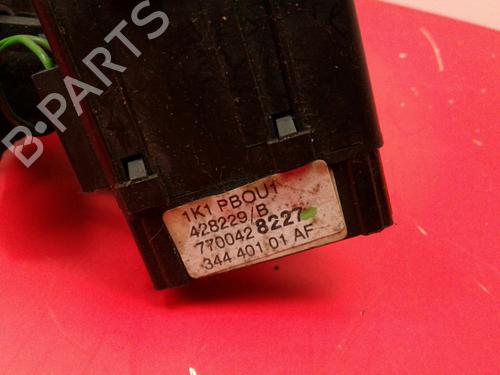 B-PARTS
1K1 PBOU1
428229/B
7700428227
344 401 01 AF